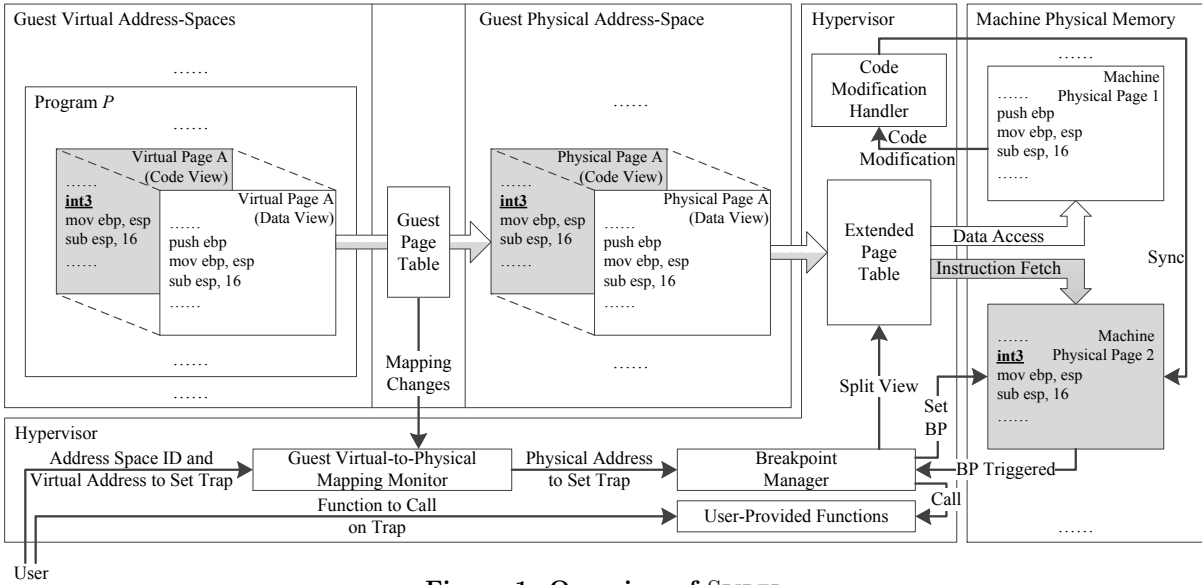 Guest Virtual Address-Spaces
Guest Physical Address-Space
Hypervisor
Machine Physical Memory
……
Program P
……
Virtual Page A
(Code View)
……
int3
mov ebp, esp
sub esp, 16
……
Virtual Page A
(Data View)
……
push ebp
mov ebp, esp
sub esp, 16
……
……
……
Guest
Page
Table
Mapping
Changes
……
Physical Page A
(Code View)
……
int3
mov ebp, esp
sub esp, 16
……
Physical Page A
(Data View)
……
push ebp
mov ebp, esp
sub esp, 16
……
……
Code
Modification
Handler
Code
Modification
Extended
Page
Table
Data Access
Instruction Fetch
Split View
Set
BP
……
Machine
Physical Page 1
……
push ebp
mov ebp, esp
sub esp, 16
……
Sync
Machine
Physical Page 2
……
int3
mov ebp, esp
sub esp, 16
……
BP Triggered
……
Hypervisor
Address Space ID and
Virtual Address to Set Trap
Guest Virtual-to-Physical
Mapping Monitor
Physical Address
to Set Trap
Breakpoint
Manager
Call
Function to Call
on Trap
User-Provided Functions
User